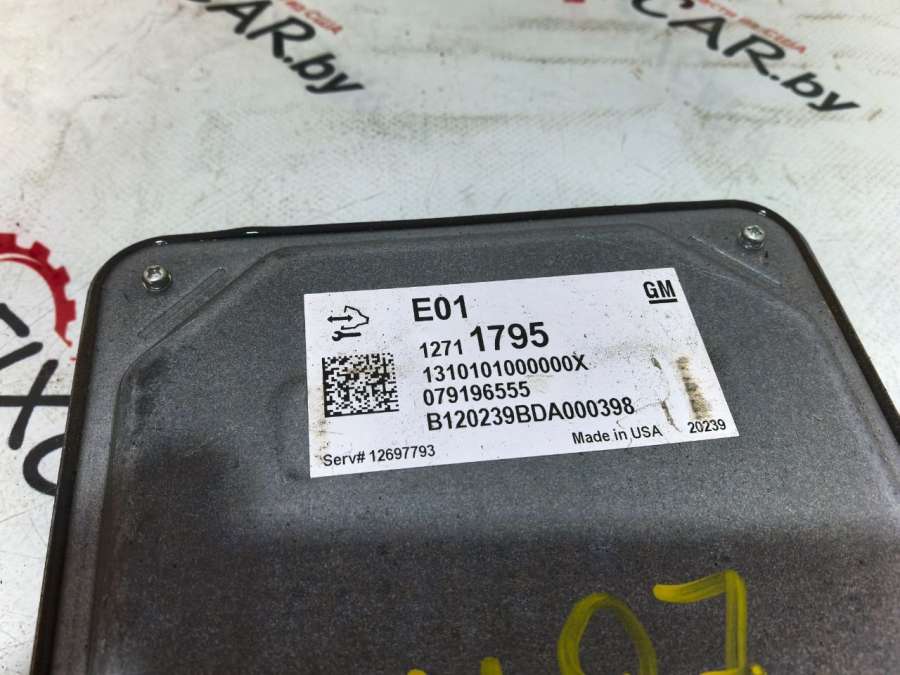 CAR.by
CAR.by
E01
GM
1271 1795
1310101000000X
079196555
B120239BDA000398
Serv# 12697793
Made in USA
20239